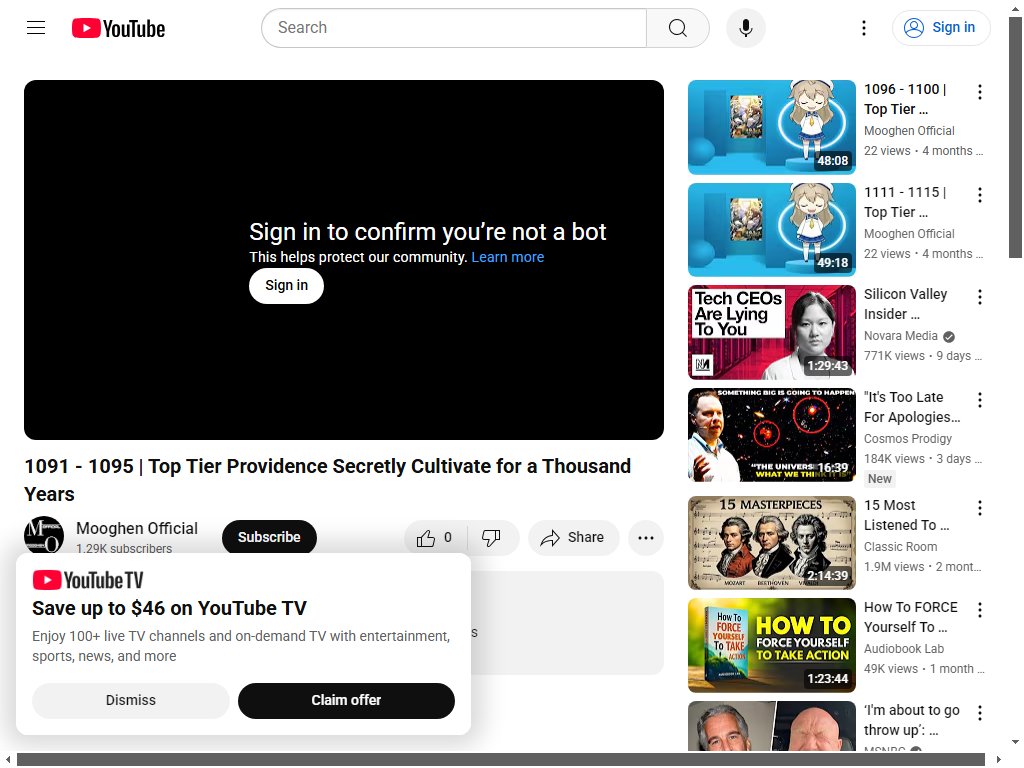 YouTube
Search
Sign in
Sign in to confirm you’re not a bot
This helps protect our community. Learn more
Sign in
1091 - 1095 | Top Tier Providence Secretly Cultivate for a Thousand
Years
Mooghen Official
1.29K subscribers
Subscribe
0
Share
s
YouTube TV
Save up to $46 on YouTube TV
Enjoy 100+ live TV channels and on-demand TV with entertainment,
sports, news, and more
Dismiss
Claim offer
48:08
1096 - 1100 |
Top Tier …
Mooghen Official
22 views • 4 months …
49:18
1111 - 1115 |
Top Tier …
Mooghen Official
22 views • 4 months …
Tech CEOs
Are Lying
To You
1:29:43
Silicon Valley
Insider …
Novara Media
771K views • 9 days …
SOMETHING BIG IS GOING TO HAPPEN
"THE UNIVERS
WHAT WE THINK IT IS"
16:39
"It's Too Late
For Apologies…
Cosmos Prodigy
184K views • 3 days …
New
15 MASTERPIECES
MOZART
BEETHOVEN
2:14:39
15 Most
Listened To …
Classic Room
1.9M views • 2 mont…
How To
FORCE
YOURSELF
To TAKE
ACTION
HOW TO
FORCE YOURSELF
TO TAKE ACTION
1:23:44
How To FORCE
Yourself To …
Audiobook Lab
49K views • 1 month …
‘I'm about to go
throw up’: …
MSNBC